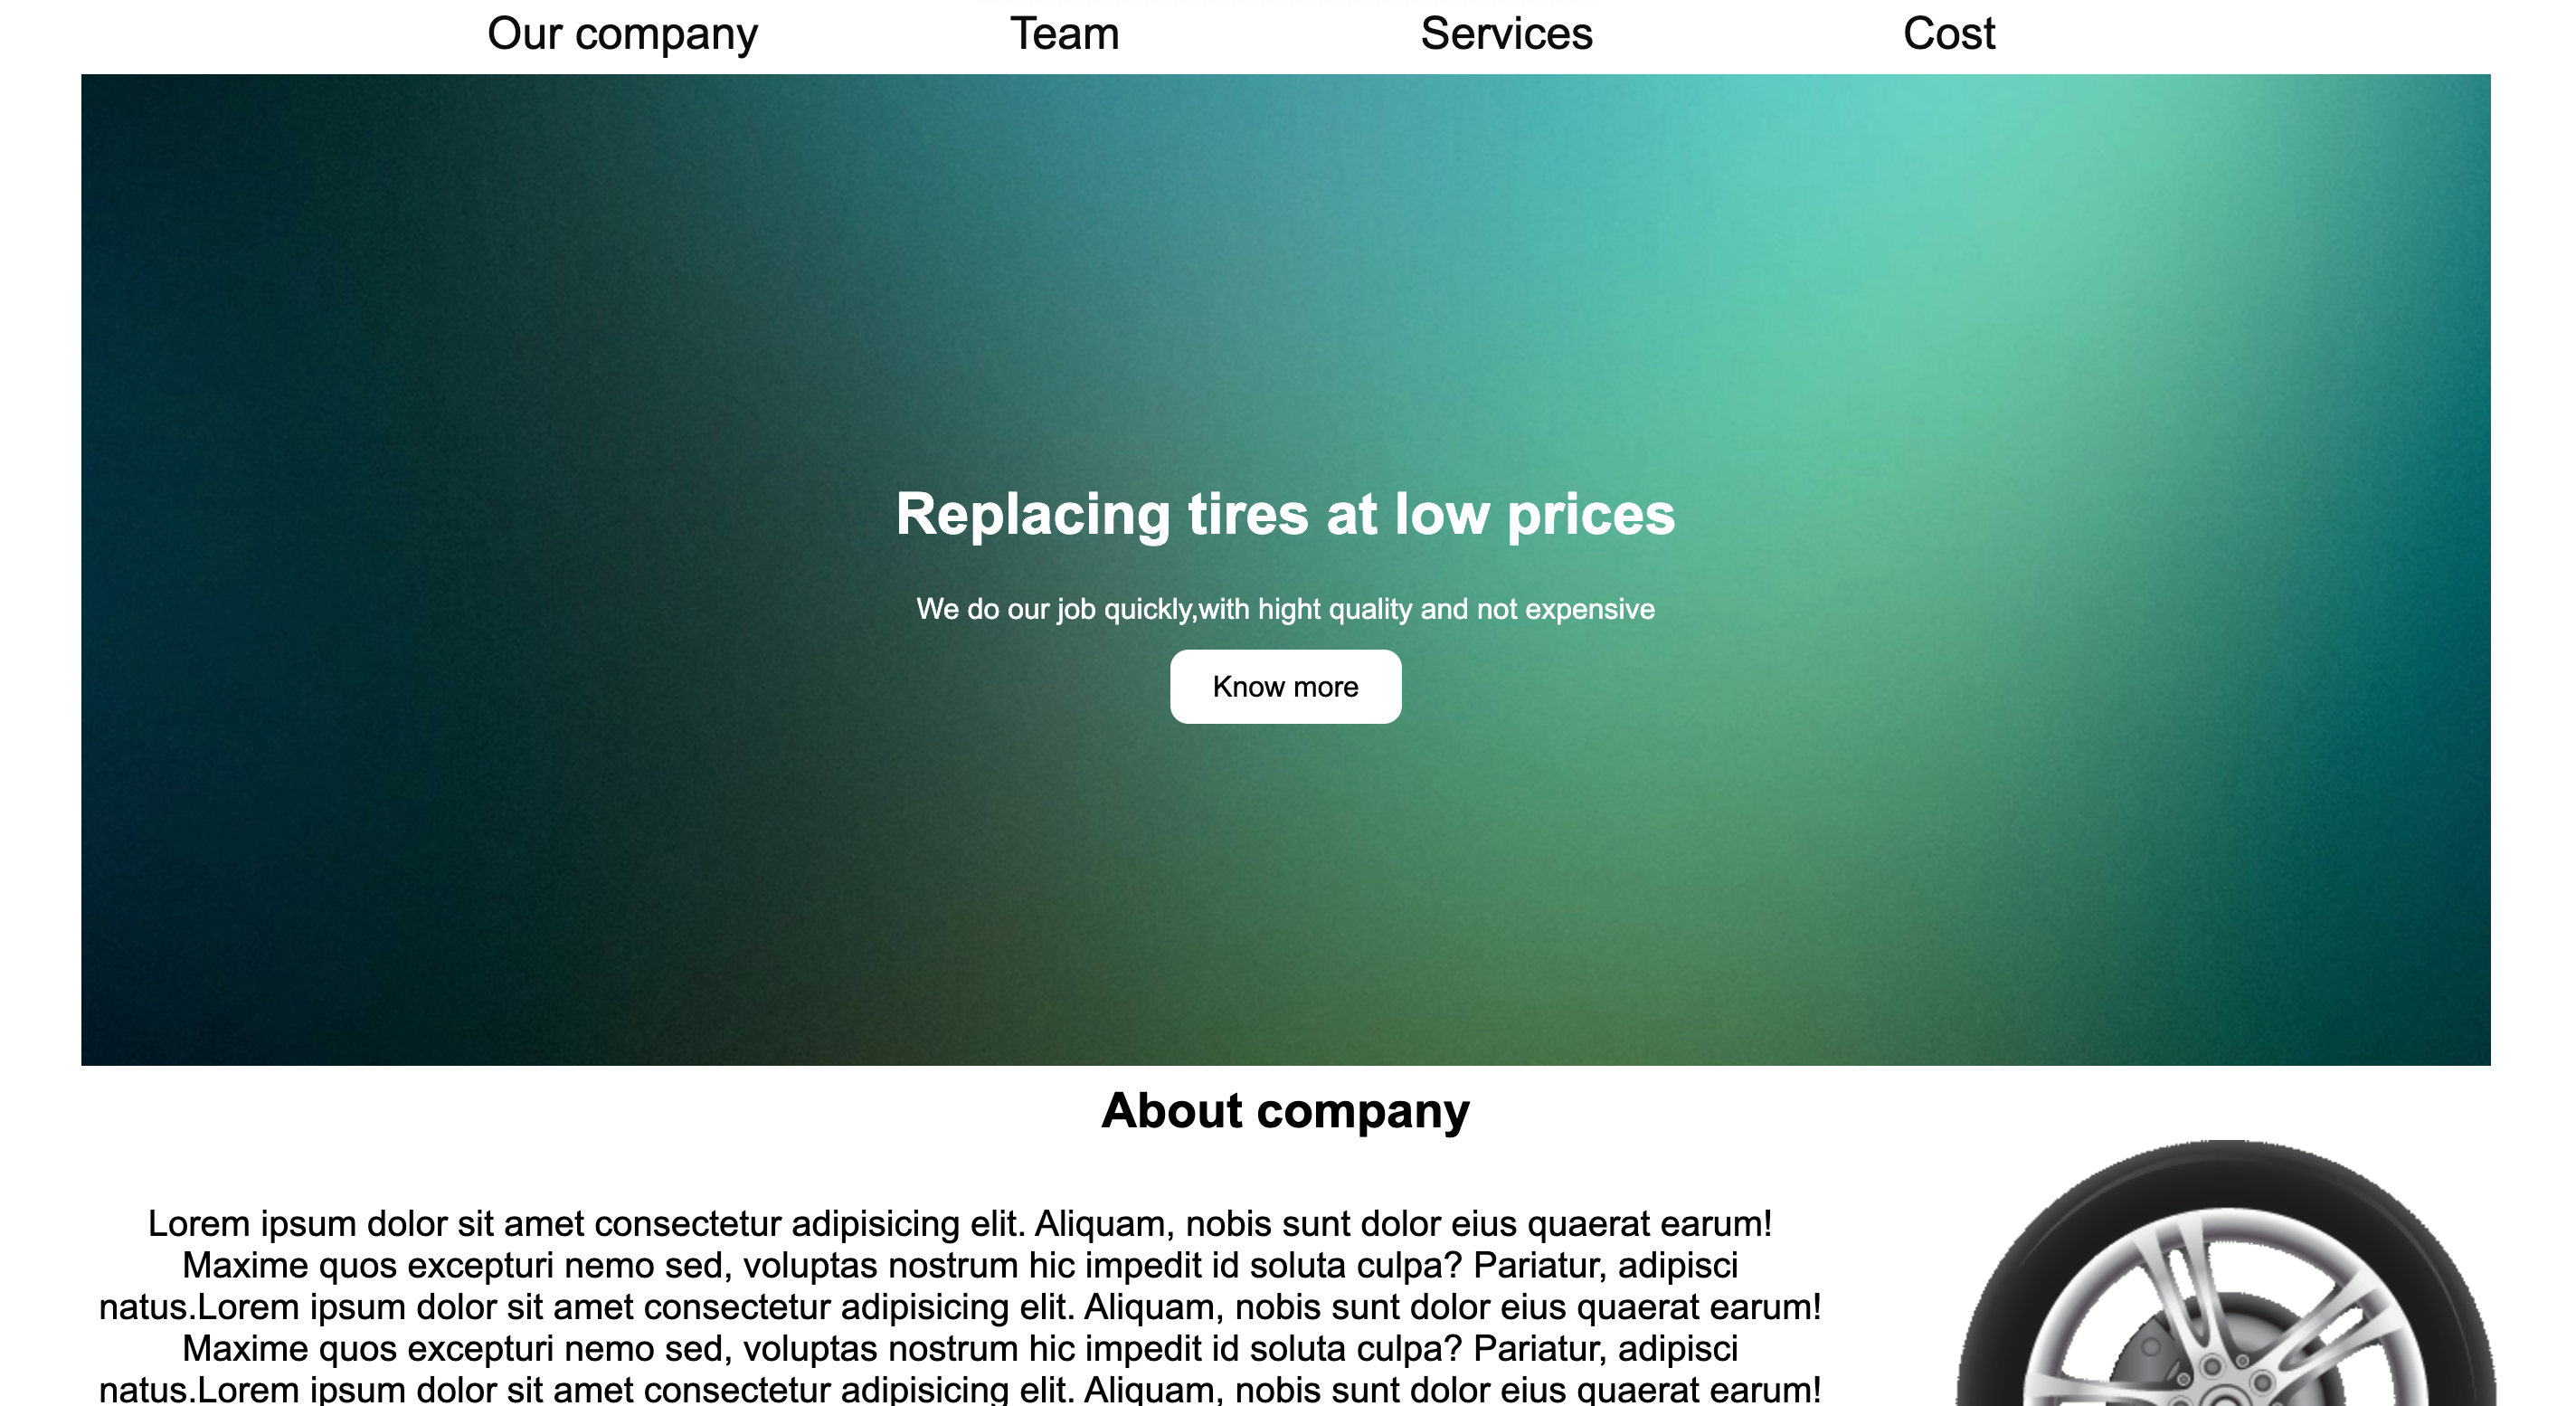 Our company Team Services Cost
Replacing tires at low prices
We do our job quickly,with hight quality and not expensive
Know more
About company
Lorem ipsum dolor sit amet consectetur adipisicing elit. Aliquam, nobis sunt dolor eius quaerat earum!
Maxime quos excepturi nemo sed, voluptas nostrum hic impedit id soluta culpa? Pariatur, adipisci
natus.Lorem ipsum dolor sit amet consectetur adipisicing elit. Aliquam, nobis sunt dolor eius quaerat earum!
Maxime quos excepturi nemo sed, voluptas nostrum hic impedit id soluta culpa? Pariatur, adipisci
natus.Lorem ipsum dolor sit amet consectetur adipisicing elit. Aliquam, nobis sunt dolor eius quaerat earum!